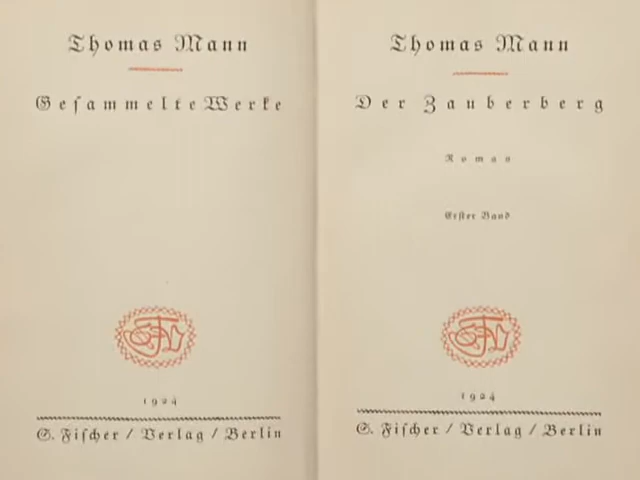 Thomas Mann
Gesammelte Werke
1924
S. Fischer / Verlag / Berlin
Thomas Mann
Der Zauberberg
Roman
Erster Band
1924
S. Fischer / Verlag / Berlin